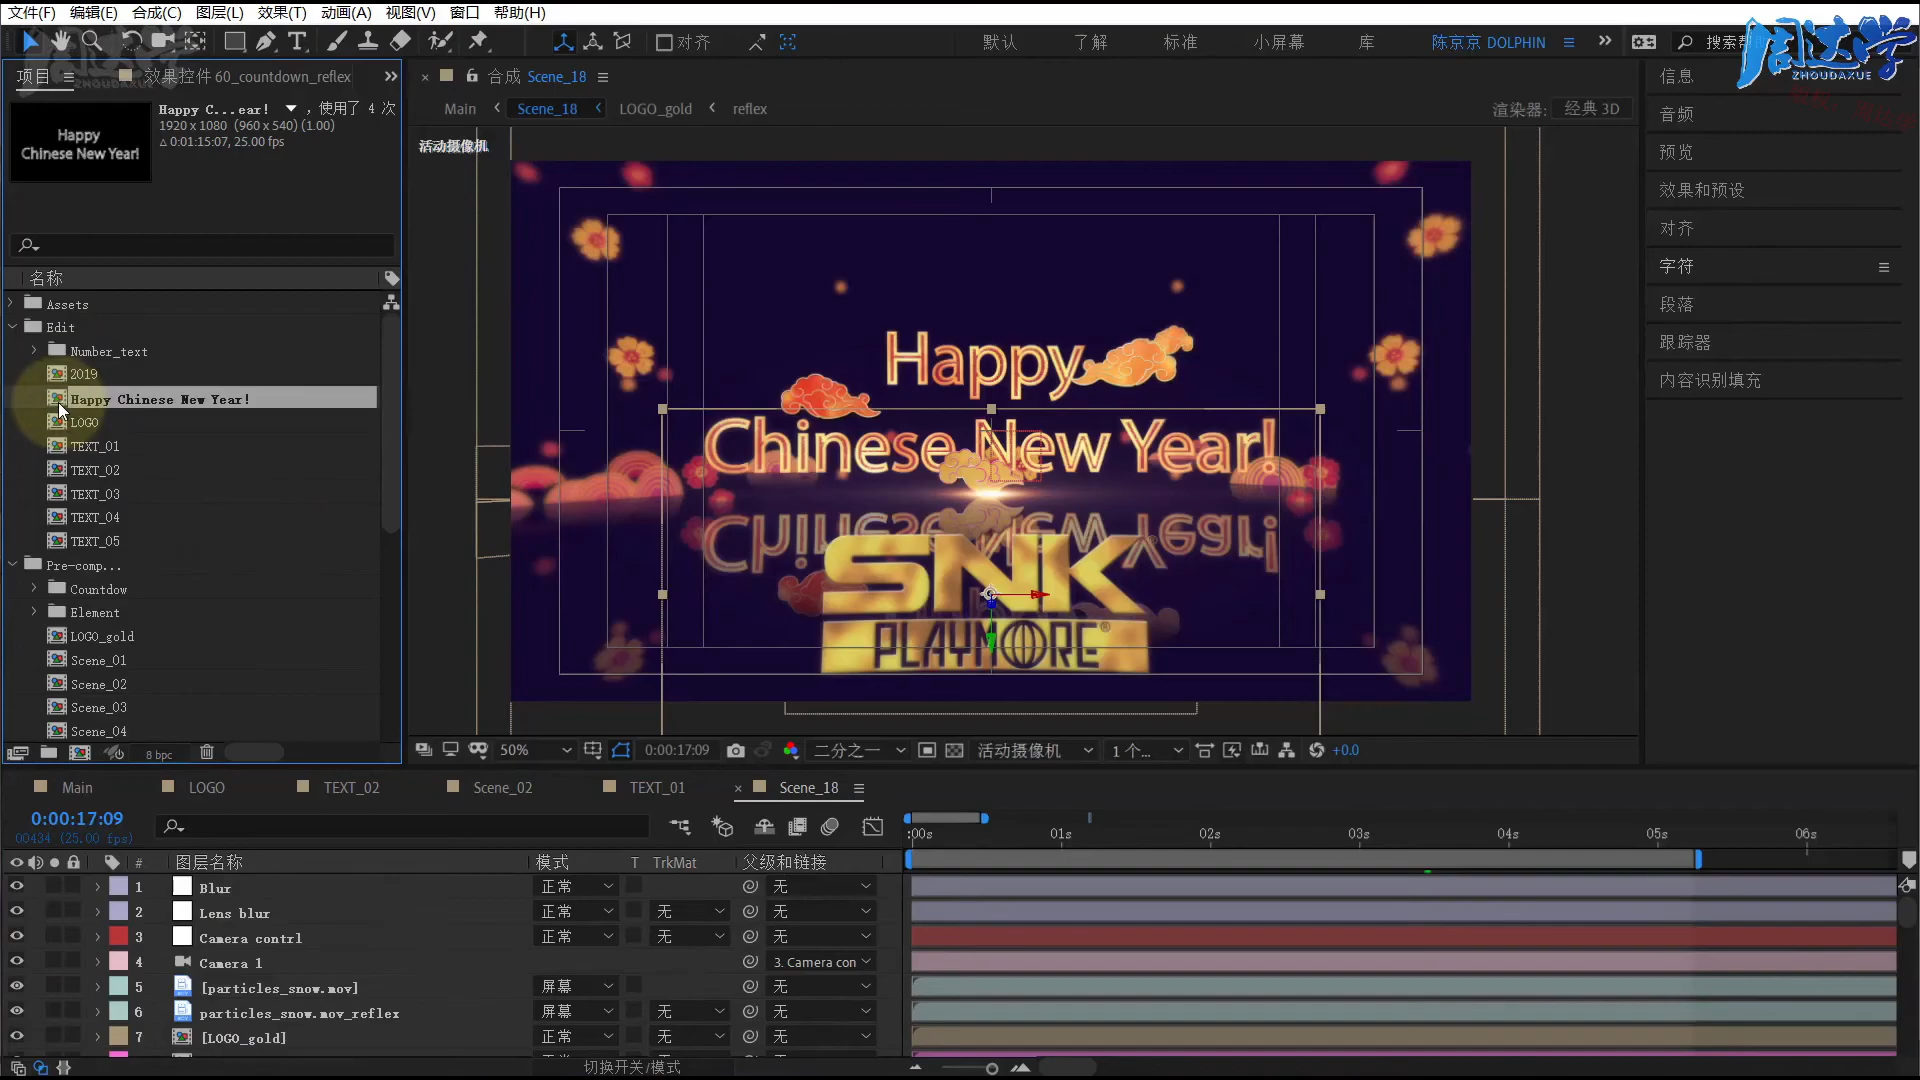 文件(F) 编辑(E) 合成(C) 图层(L) 效果(T) 动画(A) 视图(V) 窗口 帮助(H)
对齐 默认 了解 标准 小屏幕 库 陈京京 DOLPHIN 搜索帮
周达学
ZHOUDAXUE
项目 效果控件 60_countdown_reflex
合成 Scene_18
Main Scene_18 LOGO_gold reflex
渲染器: 经典 3D
Happy C...ear! , 使用了 4 次
1920 x 1080 (960 x 540) (1.00)
Δ 0:01:15:07, 25.00 fps
Happy
Chinese New Year!
名称
Assets
Edit
Number_text
2019
Happy Chinese New Year!
LOGO
TEXT_01
TEXT_02
TEXT_03
TEXT_04
TEXT_05
Pre-comp...
Countdow
Element
LOGO_gold
Scene_01
Scene_02
Scene_03
Scene_04
8 bpc
活动摄像机
Happy
Chinese New Year!
Chinese New Year!
SNK
PLAYMORE®
50% 0:00:17:09 二分之一 活动摄像机 1 个... +0.0
信息
音频
预览
效果和预设
对齐
字符
段落
跟踪器
内容识别填充
Main LOGO TEXT_02 Scene_02 TEXT_01 Scene_18
0:00:17:09
00434 (25.00 fps)
:00s 01s 02s 03s 04s 05s 06s
# 图层名称 模式 T TrkMat 父级和链接
1 Blur 正常 无
2 Lens blur 正常 无 无
3 Camera contrl 正常 无 无
4 Camera 1 3. Camera con
5 [particles_snow.mov] 屏幕 无
6 particles_snow.mov_reflex 屏幕 无 无
7 [LOGO_gold] 正常 无 无
切换开关/模式